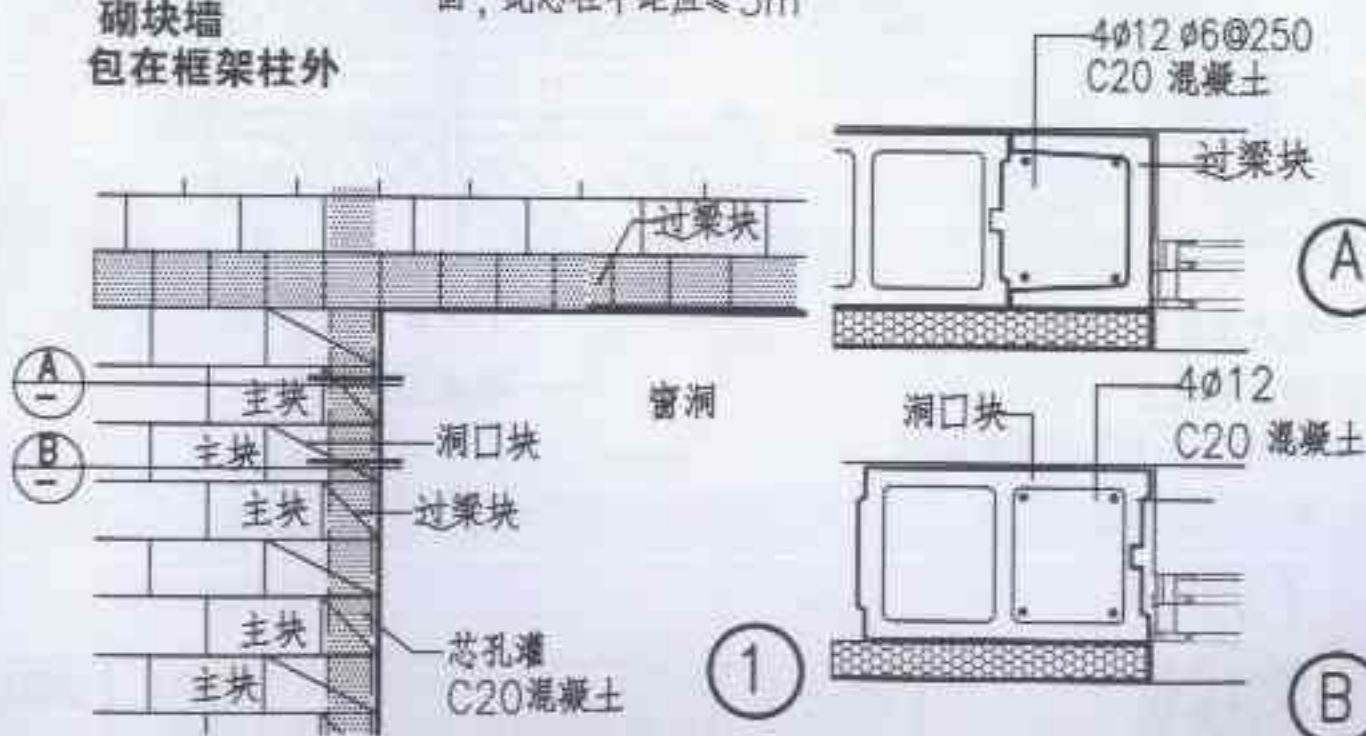 砌块墙
包在框架柱外
4ø12 ø6@250
C20 混凝土
过梁块
A
过梁块
A
–
主块
洞口块
B
–
主块
主块
过梁块
窗洞
洞口块
4ø12
C20 混凝土
主块
主块
芯孔灌
C20混凝土
1
B